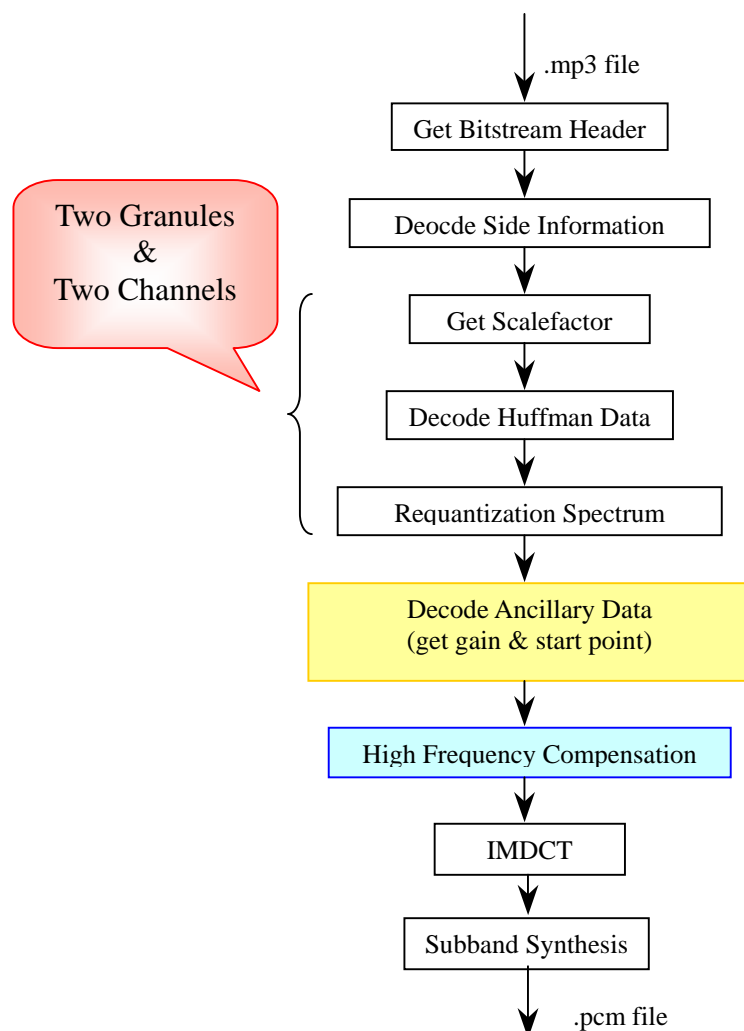 .mp3 file
Get Bitstream Header
Two Granules
&
Two Channels
Deocde Side Information
Get Scalefactor
Decode Huffman Data
Requantization Spectrum
Decode Ancillary Data
(get gain & start point)
High Frequency Compensation
IMDCT
Subband Synthesis
.pcm file